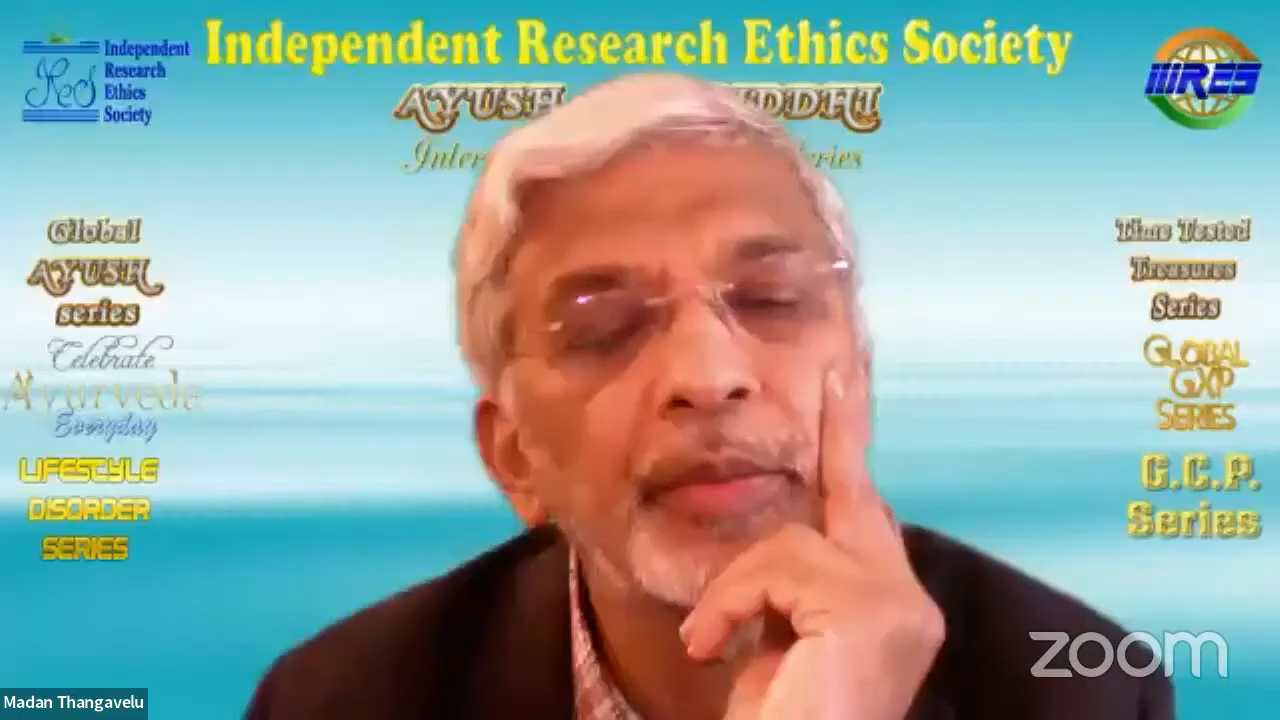 Independent Research Ethics Society
Independent
Research
Ethics
Society
IRES
AYUSH
Global
AYUSH
series
Celebrate
Ayurveda
Everyday
LIFESTYLE
DISORDER
SERIES
Time Tested
Treasures
Series
GLOBAL
GXP
SERIES
G.C.P.
Series
zoom
Madan Thangavelu